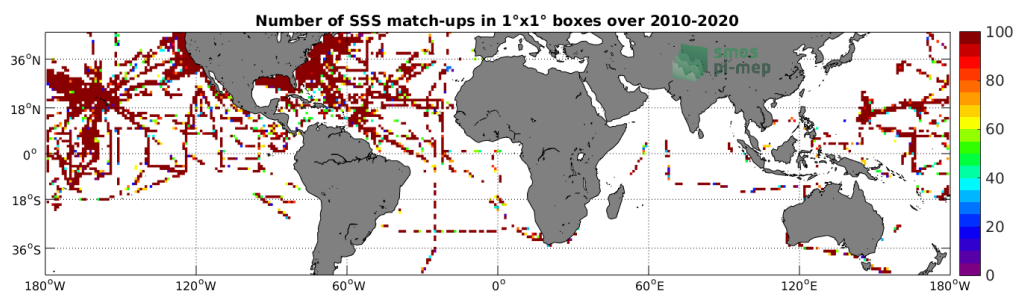 Number of SSS match-ups in 1°x1° boxes over 2010-2020
smos
pi-mep
36°N
18°N
0°
18°S
36°S
180°W
120°W
60°W
0°
60°E
120°E
180°W
100
80
60
40
20
0